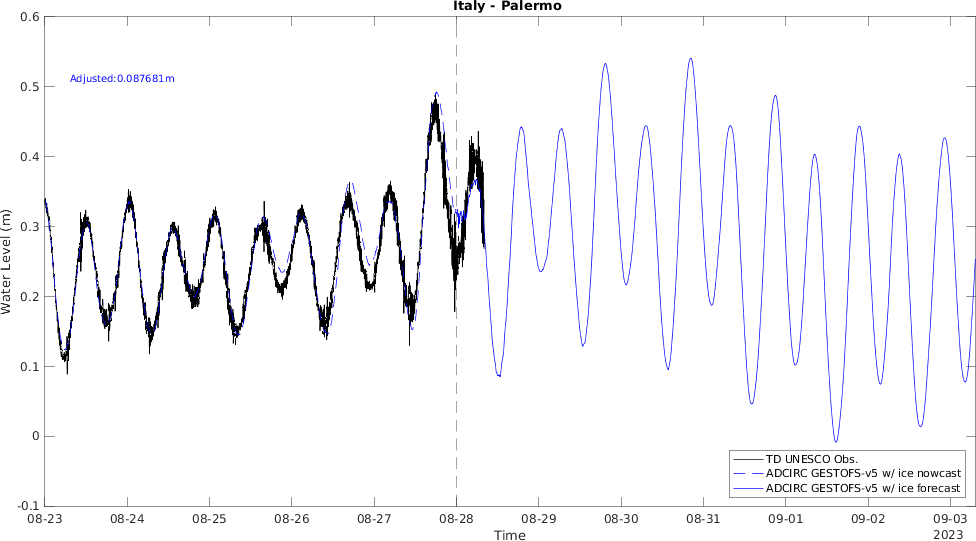 Italy - Palermo
Adjusted:0.087681m
Water Level (m)
0.6
0.5
0.4
0.3
0.2
0.1
0
-0.1
TD UNESCO Obs.
ADCIRC GESTOFS-v5 w/ ice nowcast
ADCIRC GESTOFS-v5 w/ ice forecast
08-23 08-24 08-25 08-26 08-27 08-28 08-29 08-30 08-31 09-01 09-02 09-03
Time
2023